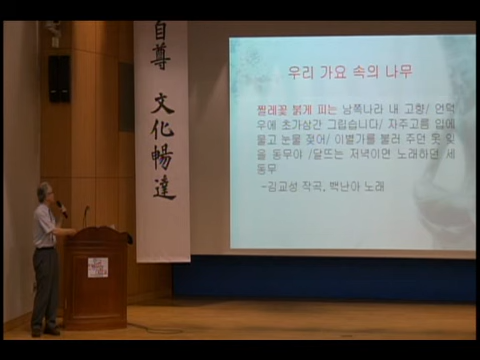 自尊 文化暢達
우리 가요 속의 나무
찔레꽃 붉게 피는 남쪽나라 내 고향/ 언덕
우에 초가삼간 그립습니다/ 자주고름 입에
물고 눈물 젖어/ 이별가를 불러 주던 못 잊
을 동무야 /달뜨는 저녁이면 노래하던 세
동무
-김교성 작곡, 백난아 노래